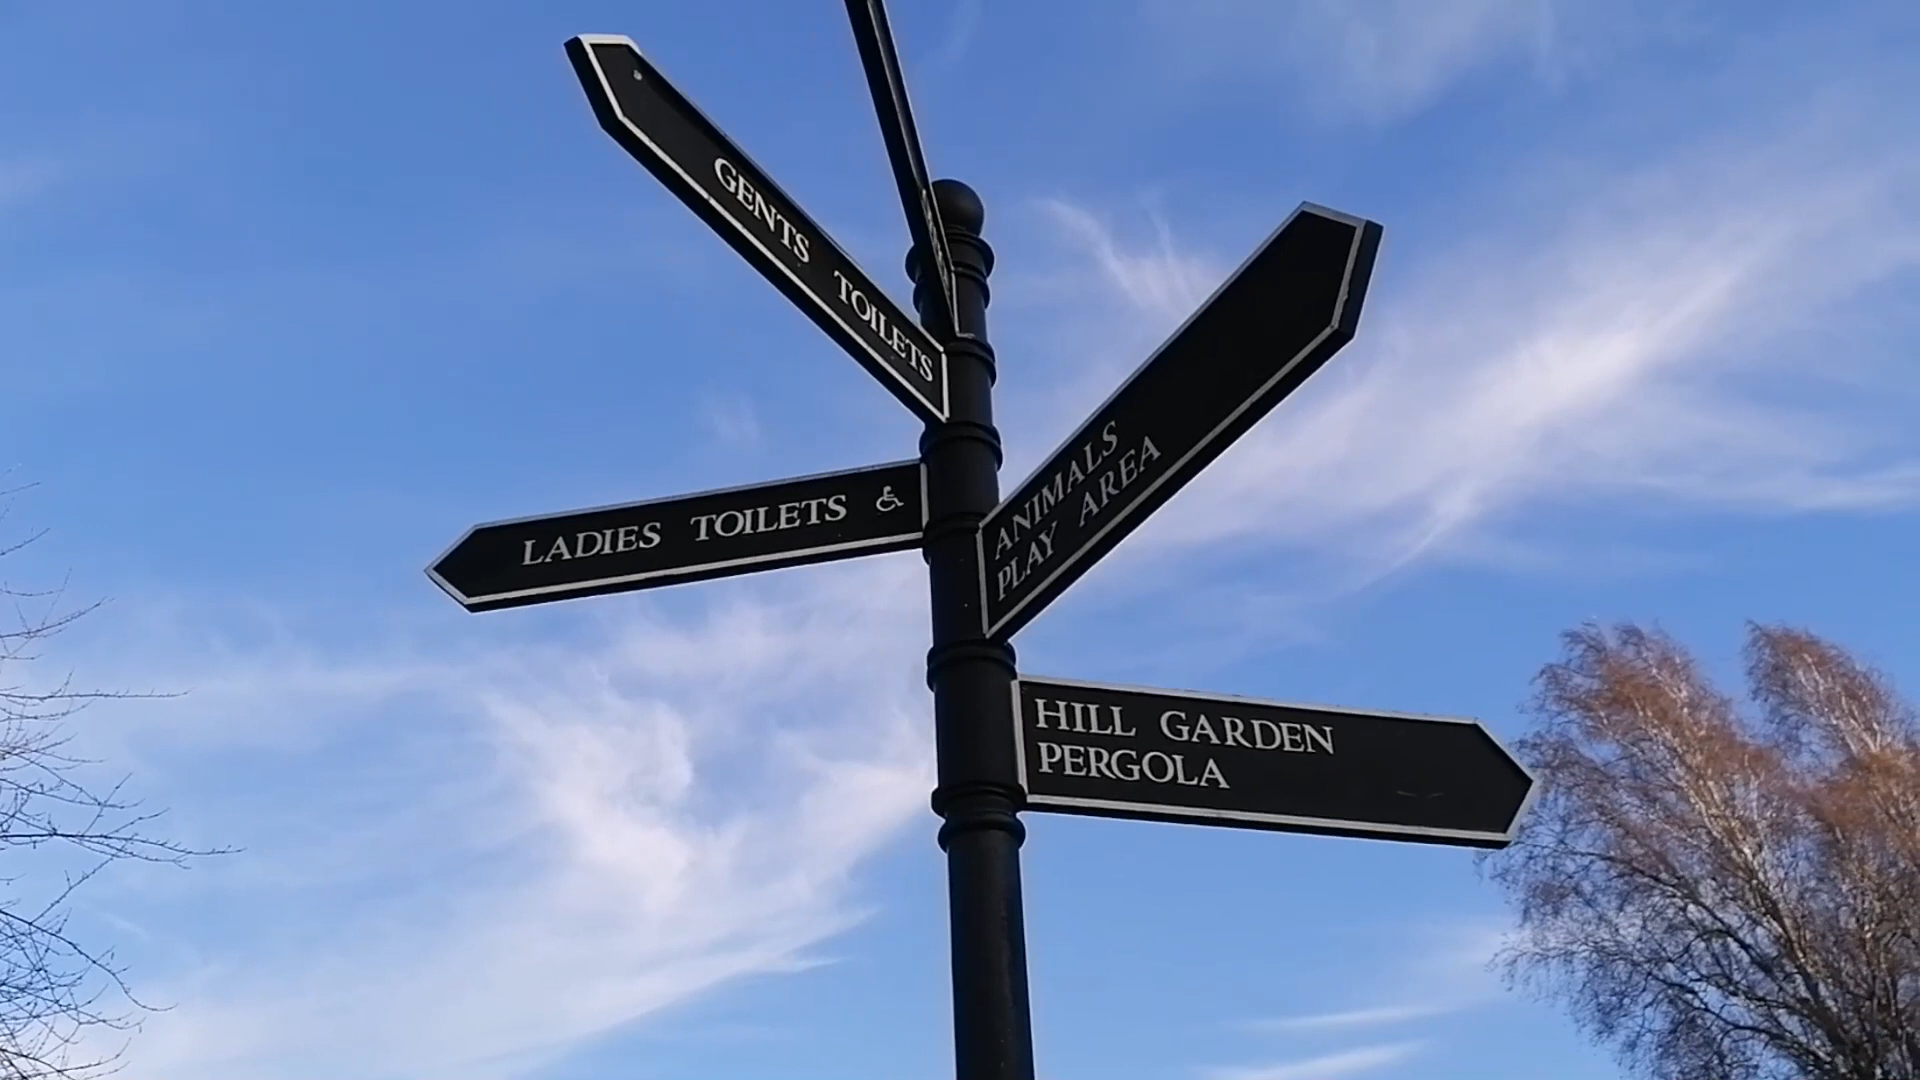 GENTS TOILETS
LADIES TOILETS
ANIMALS
PLAY AREA
HILL GARDEN
PERGOLA